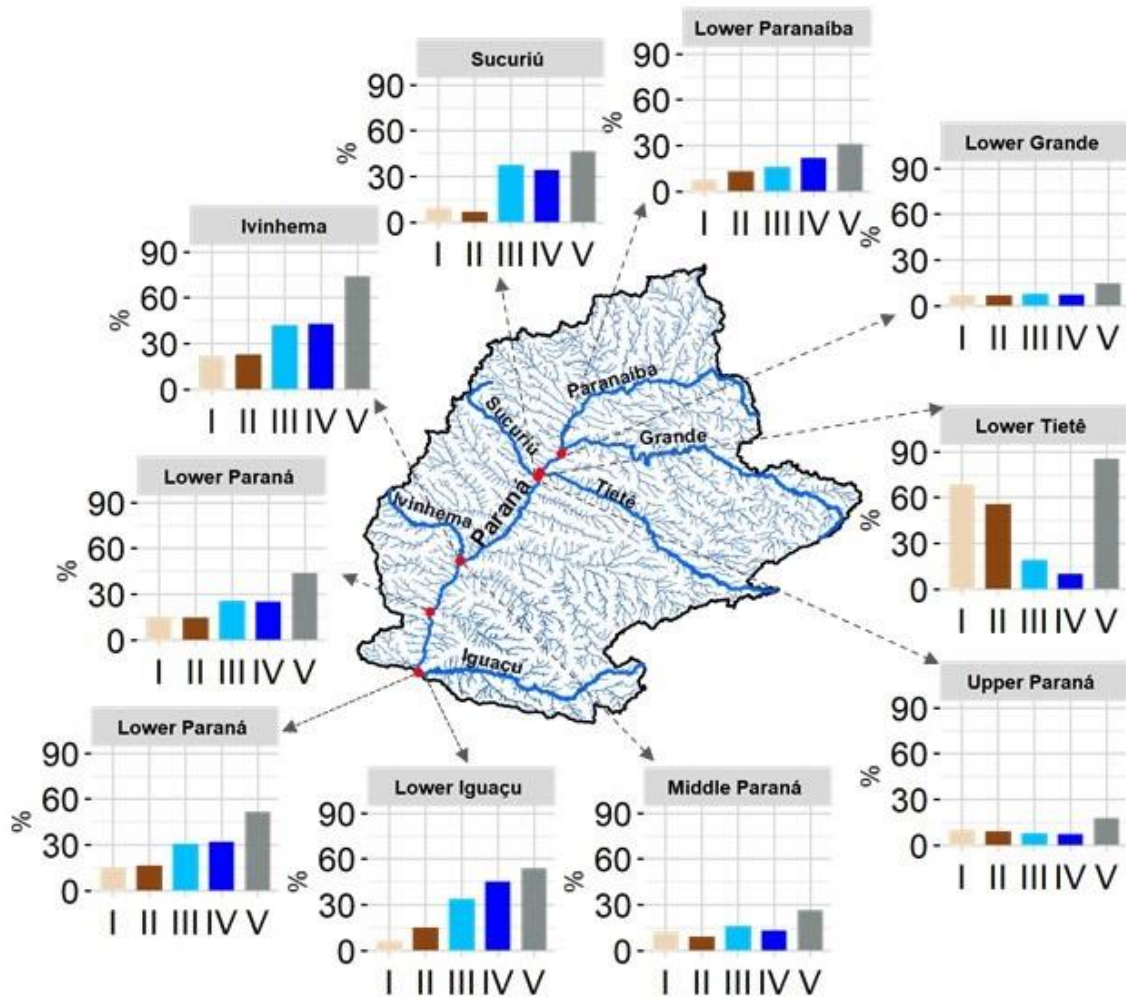 Lower Paranaíba
90
60
30
0
%
I II III IV V
Sucuriú
90
60
30
0
%
I II III IV V
Lower Grande
90
60
30
0
%
I II III IV V
Ivinhema
90
60
30
0
%
I II III IV V
Lower Tietê
90
60
30
0
%
I II III IV V
Lower Paraná
90
60
30
0
%
I II III IV V
Paranaíba
Sucuriú
Grande
Tietê
Paraná
Ivinhema
Iguaçu
Upper Paraná
90
60
30
0
%
I II III IV V
Lower Paraná
90
60
30
0
%
I II III IV V
Lower Iguaçu
90
60
30
0
%
I II III IV V
Middle Paraná
90
60
30
0
%
I II III IV V